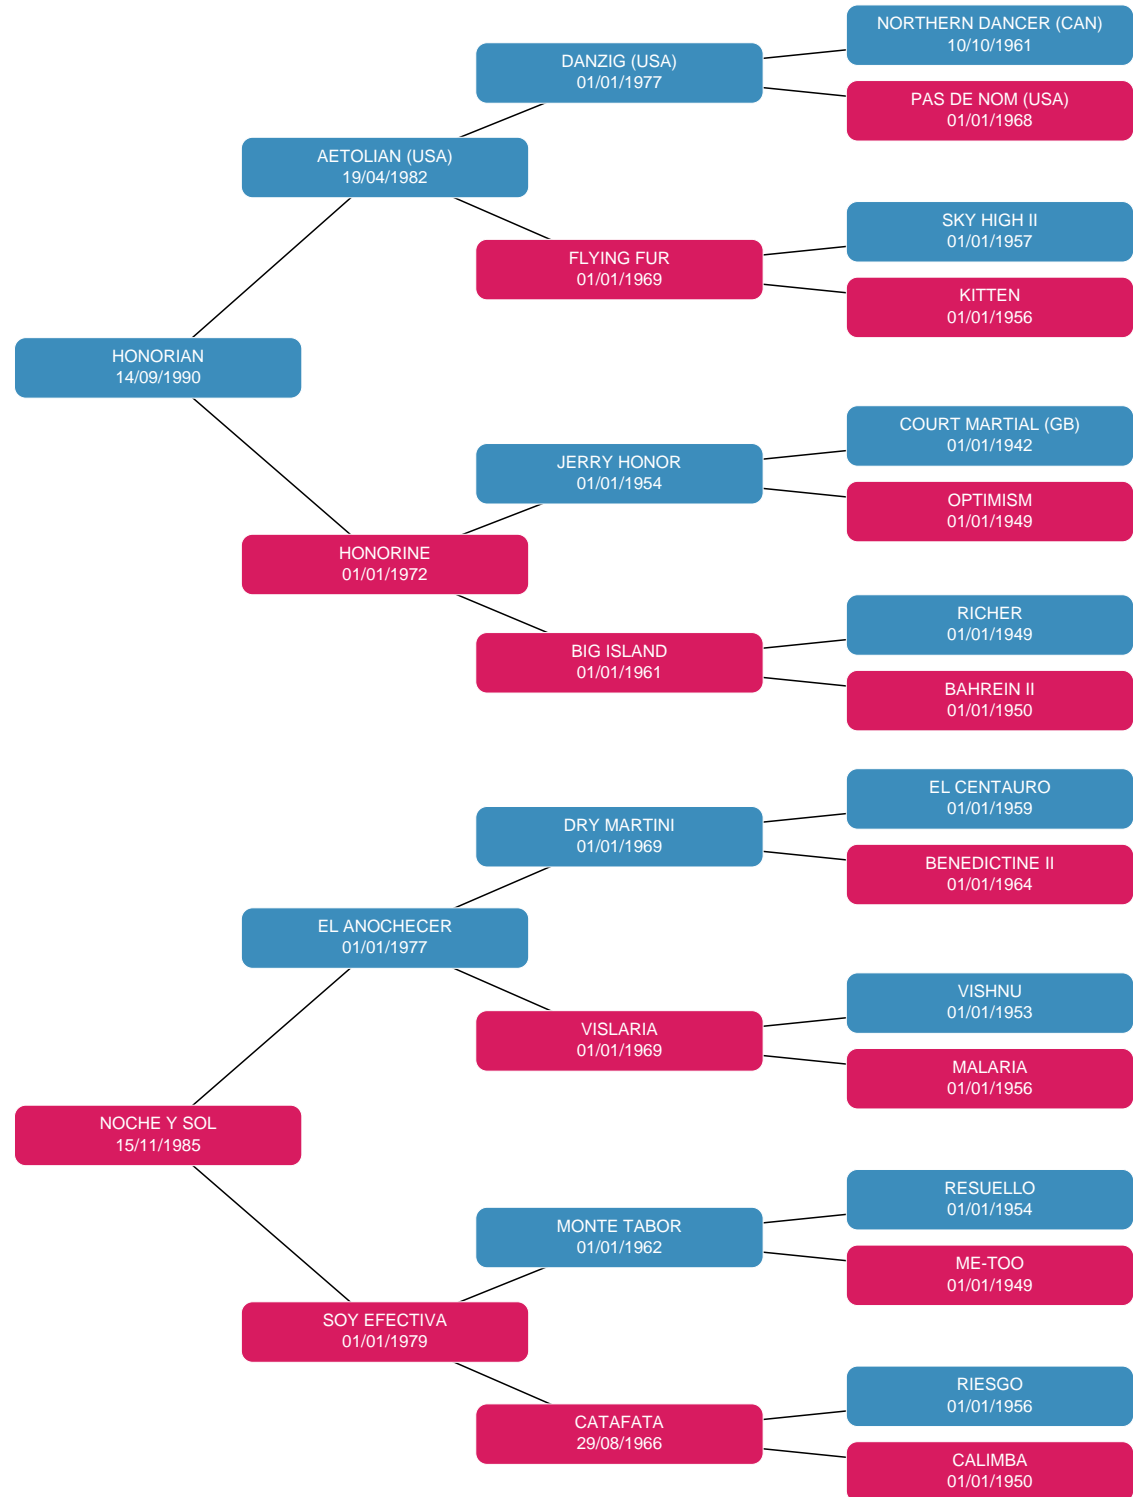 NORTHERN DANCER (CAN)
10/10/1961
DANZIG (USA)
01/01/1977
PAS DE NOM (USA)
01/01/1968
AETOLIAN (USA)
19/04/1982
SKY HIGH II
01/01/1957
FLYING FUR
01/01/1969
KITTEN
01/01/1956
HONORIAN
14/09/1990
COURT MARTIAL (GB)
01/01/1942
JERRY HONOR
01/01/1954
OPTIMISM
01/01/1949
HONORINE
01/01/1972
RICHER
01/01/1949
BIG ISLAND
01/01/1961
BAHREIN II
01/01/1950
EL CENTAURO
01/01/1959
DRY MARTINI
01/01/1969
BENEDICTINE II
01/01/1964
EL ANOCHECER
01/01/1977
VISHNU
01/01/1953
VISLARIA
01/01/1969
MALARIA
01/01/1956
NOCHE Y SOL
15/11/1985
RESUELLO
01/01/1954
MONTE TABOR
01/01/1962
ME-TOO
01/01/1949
SOY EFECTIVA
01/01/1979
RIESGO
01/01/1956
CATAFATA
29/08/1966
CALIMBA
01/01/1950